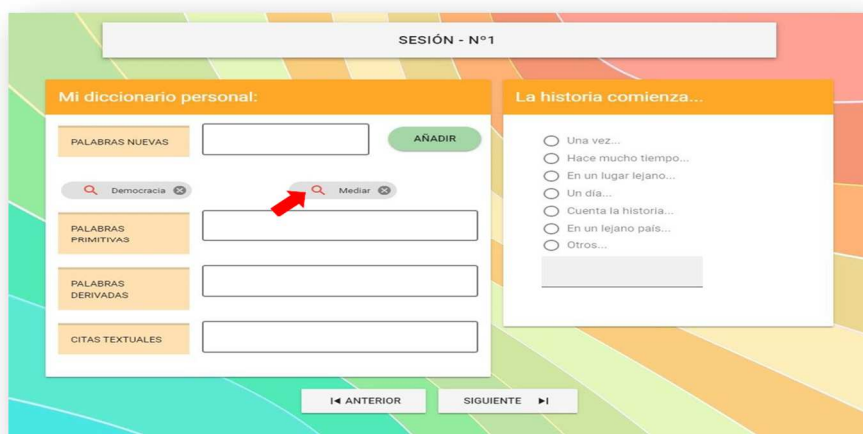 SESIÓN - Nº1
Mi diccionario personal:
PALABRAS NUEVAS
AÑADIR
Democracia
Mediar
PALABRAS
PRIMITIVAS
PALABRAS
DERIVADAS
CITAS TEXTUALES
La historia comienza...
Una vez...
Hace mucho tiempo...
En un lugar lejano...
Un día...
Cuenta la historia...
En un lejano país...
Otros...
ANTERIOR
SIGUIENTE